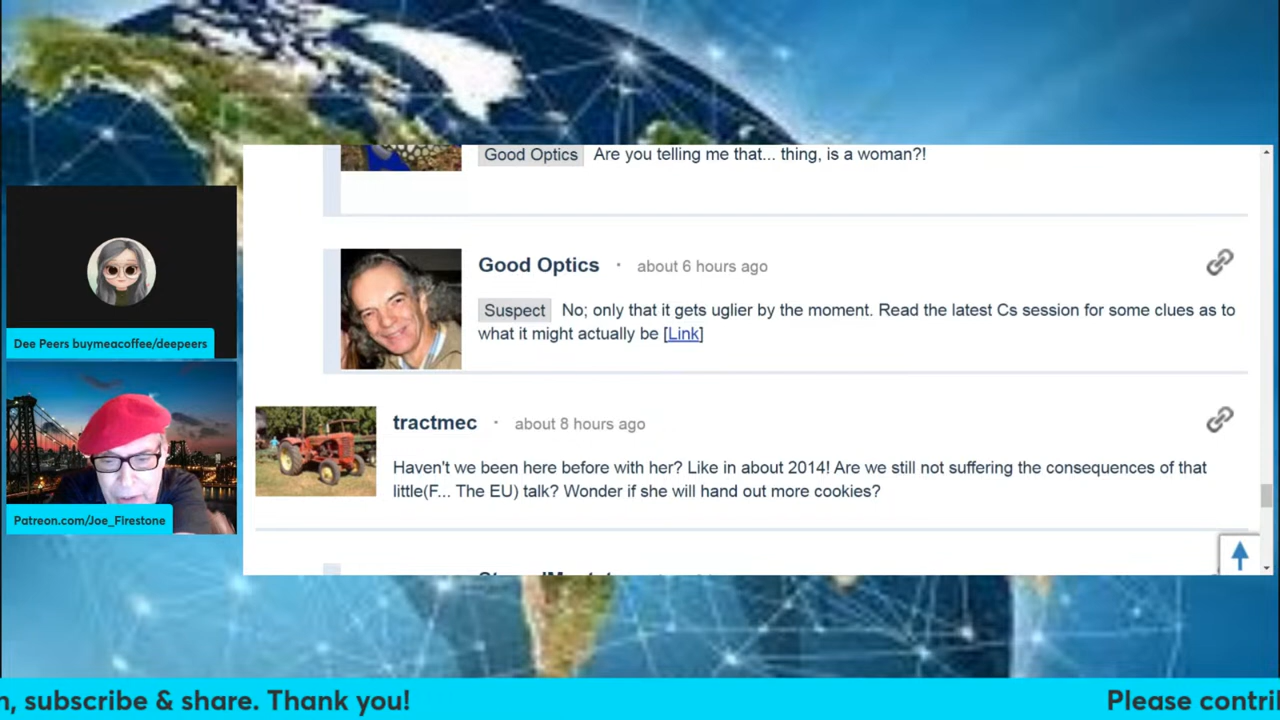 Good Optics Are you telling me that... thing, is a woman?!
Good Optics · about 6 hours ago
Suspect No; only that it gets uglier by the moment. Read the latest Cs session for some clues as to
what it might actually be [Link]
Dee Peers buymeacoffee/deepeers
tractmec · about 8 hours ago
Haven't we been here before with her? Like in about 2014! Are we still not suffering the consequences of that
little(F... The EU) talk? Wonder if she will hand out more cookies?
Patreon.com/Joe_Firestone
, subscribe & share. Thank you!
Please